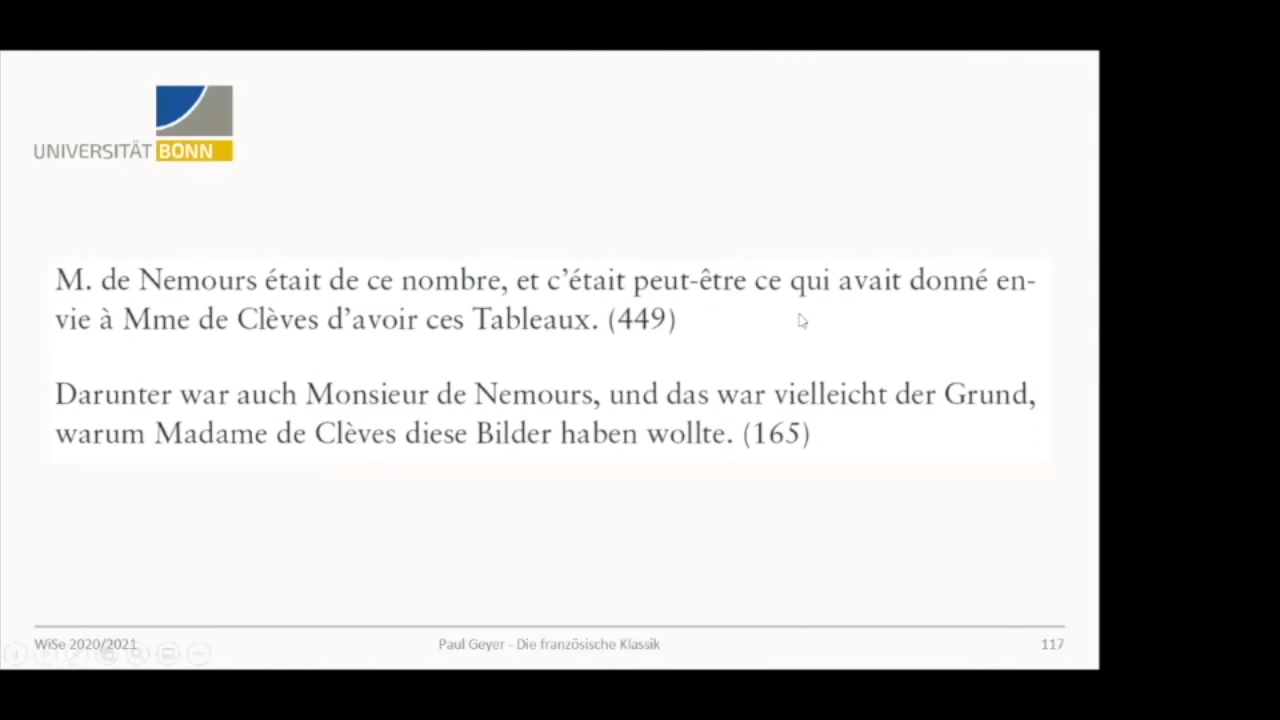 UNIVERSITÄT BONN
M. de Nemours était de ce nombre, et c’était peut-être ce qui avait donné en-
vie à Mme de Clèves d’avoir ces Tableaux. (449)
Darunter war auch Monsieur de Nemours, und das war vielleicht der Grund,
warum Madame de Clèves diese Bilder haben wollte. (165)
WiSe 2020/2021
Paul Geyer - Die französische Klassik
117